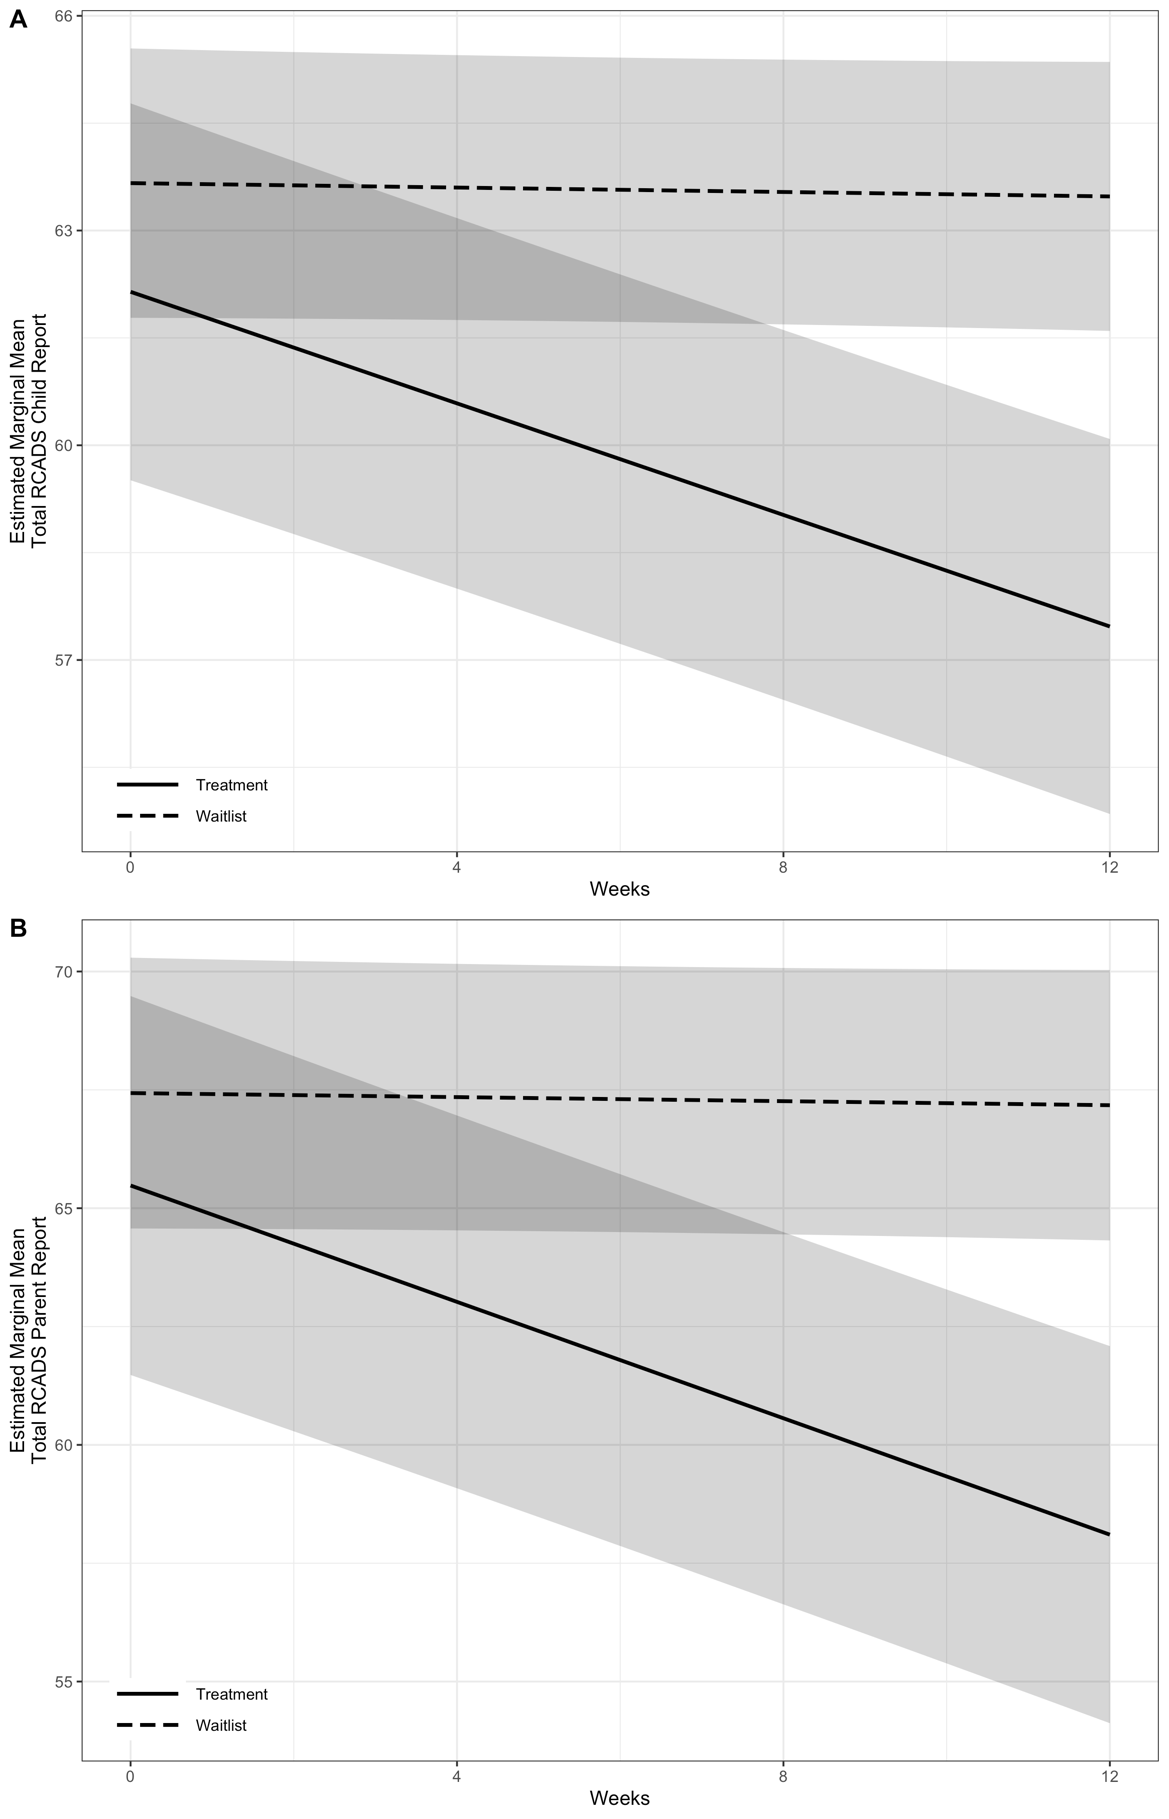 A
66
63
60
57
Estimated Marginal Mean
Total RCADS Child Report
Treatment
Waitlist
0 4 8 12
Weeks
B
70
65
60
55
Estimated Marginal Mean
Total RCADS Parent Report
Treatment
Waitlist
0 4 8 12
Weeks